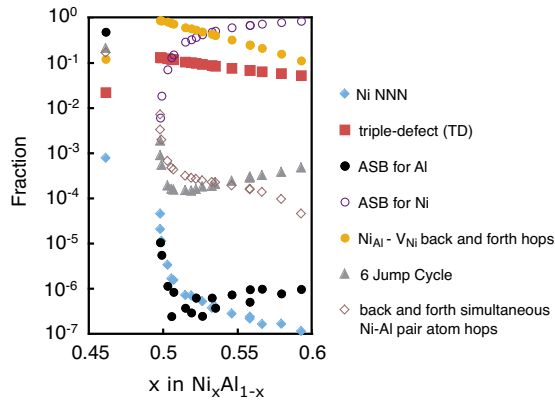 10^0
10^-1
10^-2
10^-3
10^-4
10^-5
10^-6
10^-7
Fraction
0.45 0.5 0.55 0.6
x in Ni_xAl_1-x
Ni NNN
triple-defect (TD)
ASB for Al
ASB for Ni
Ni_Al - V_Ni back and forth hops
6 Jump Cycle
back and forth simultaneous
Ni-Al pair atom hops